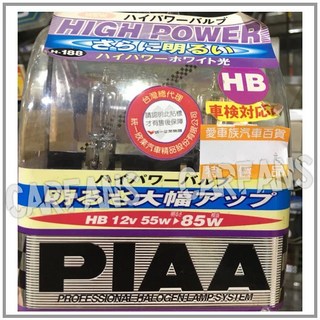 ハイパワーバルブ
HIGH POWER
H-188
さらに明るい
ハイパワーホワイト光
HB
台灣總代理
車検対応
愛車族汽車百貨
CARFANS
ハイパワーバルブ
明るさ大幅アップ
HB 12v 55w▶85w
PIAA
PROFESSIONAL HALOGEN LAMP SYSTEM